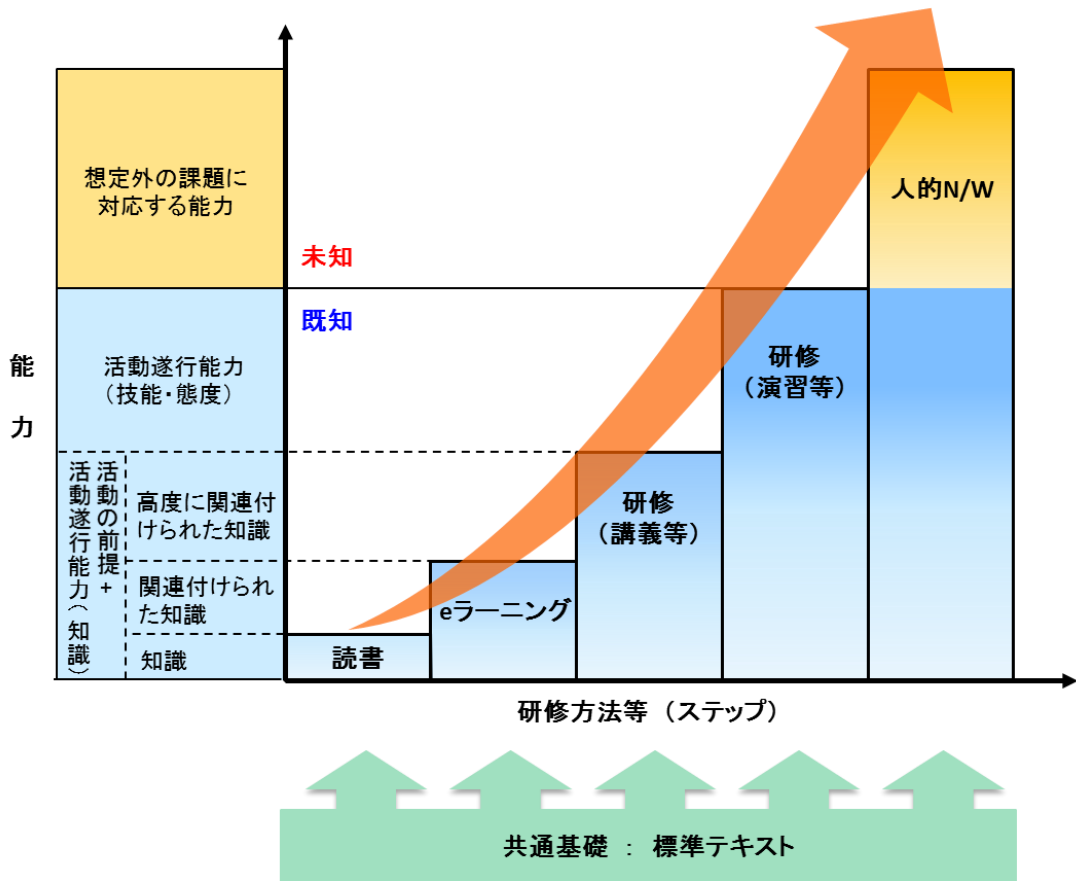 想定外の課題に
対応する能力
未知
既知
人的N/W
能
力
活動遂行能力
（技能・態度）
研修
（演習等）
活動の前提+
活動遂行能力（知識）
高度に関連付
けられた知識
研修
（講義等）
関連付けられ
た知識
eラーニング
知識
読書
研修方法等 （ステップ）
共通基礎 ： 標準テキスト